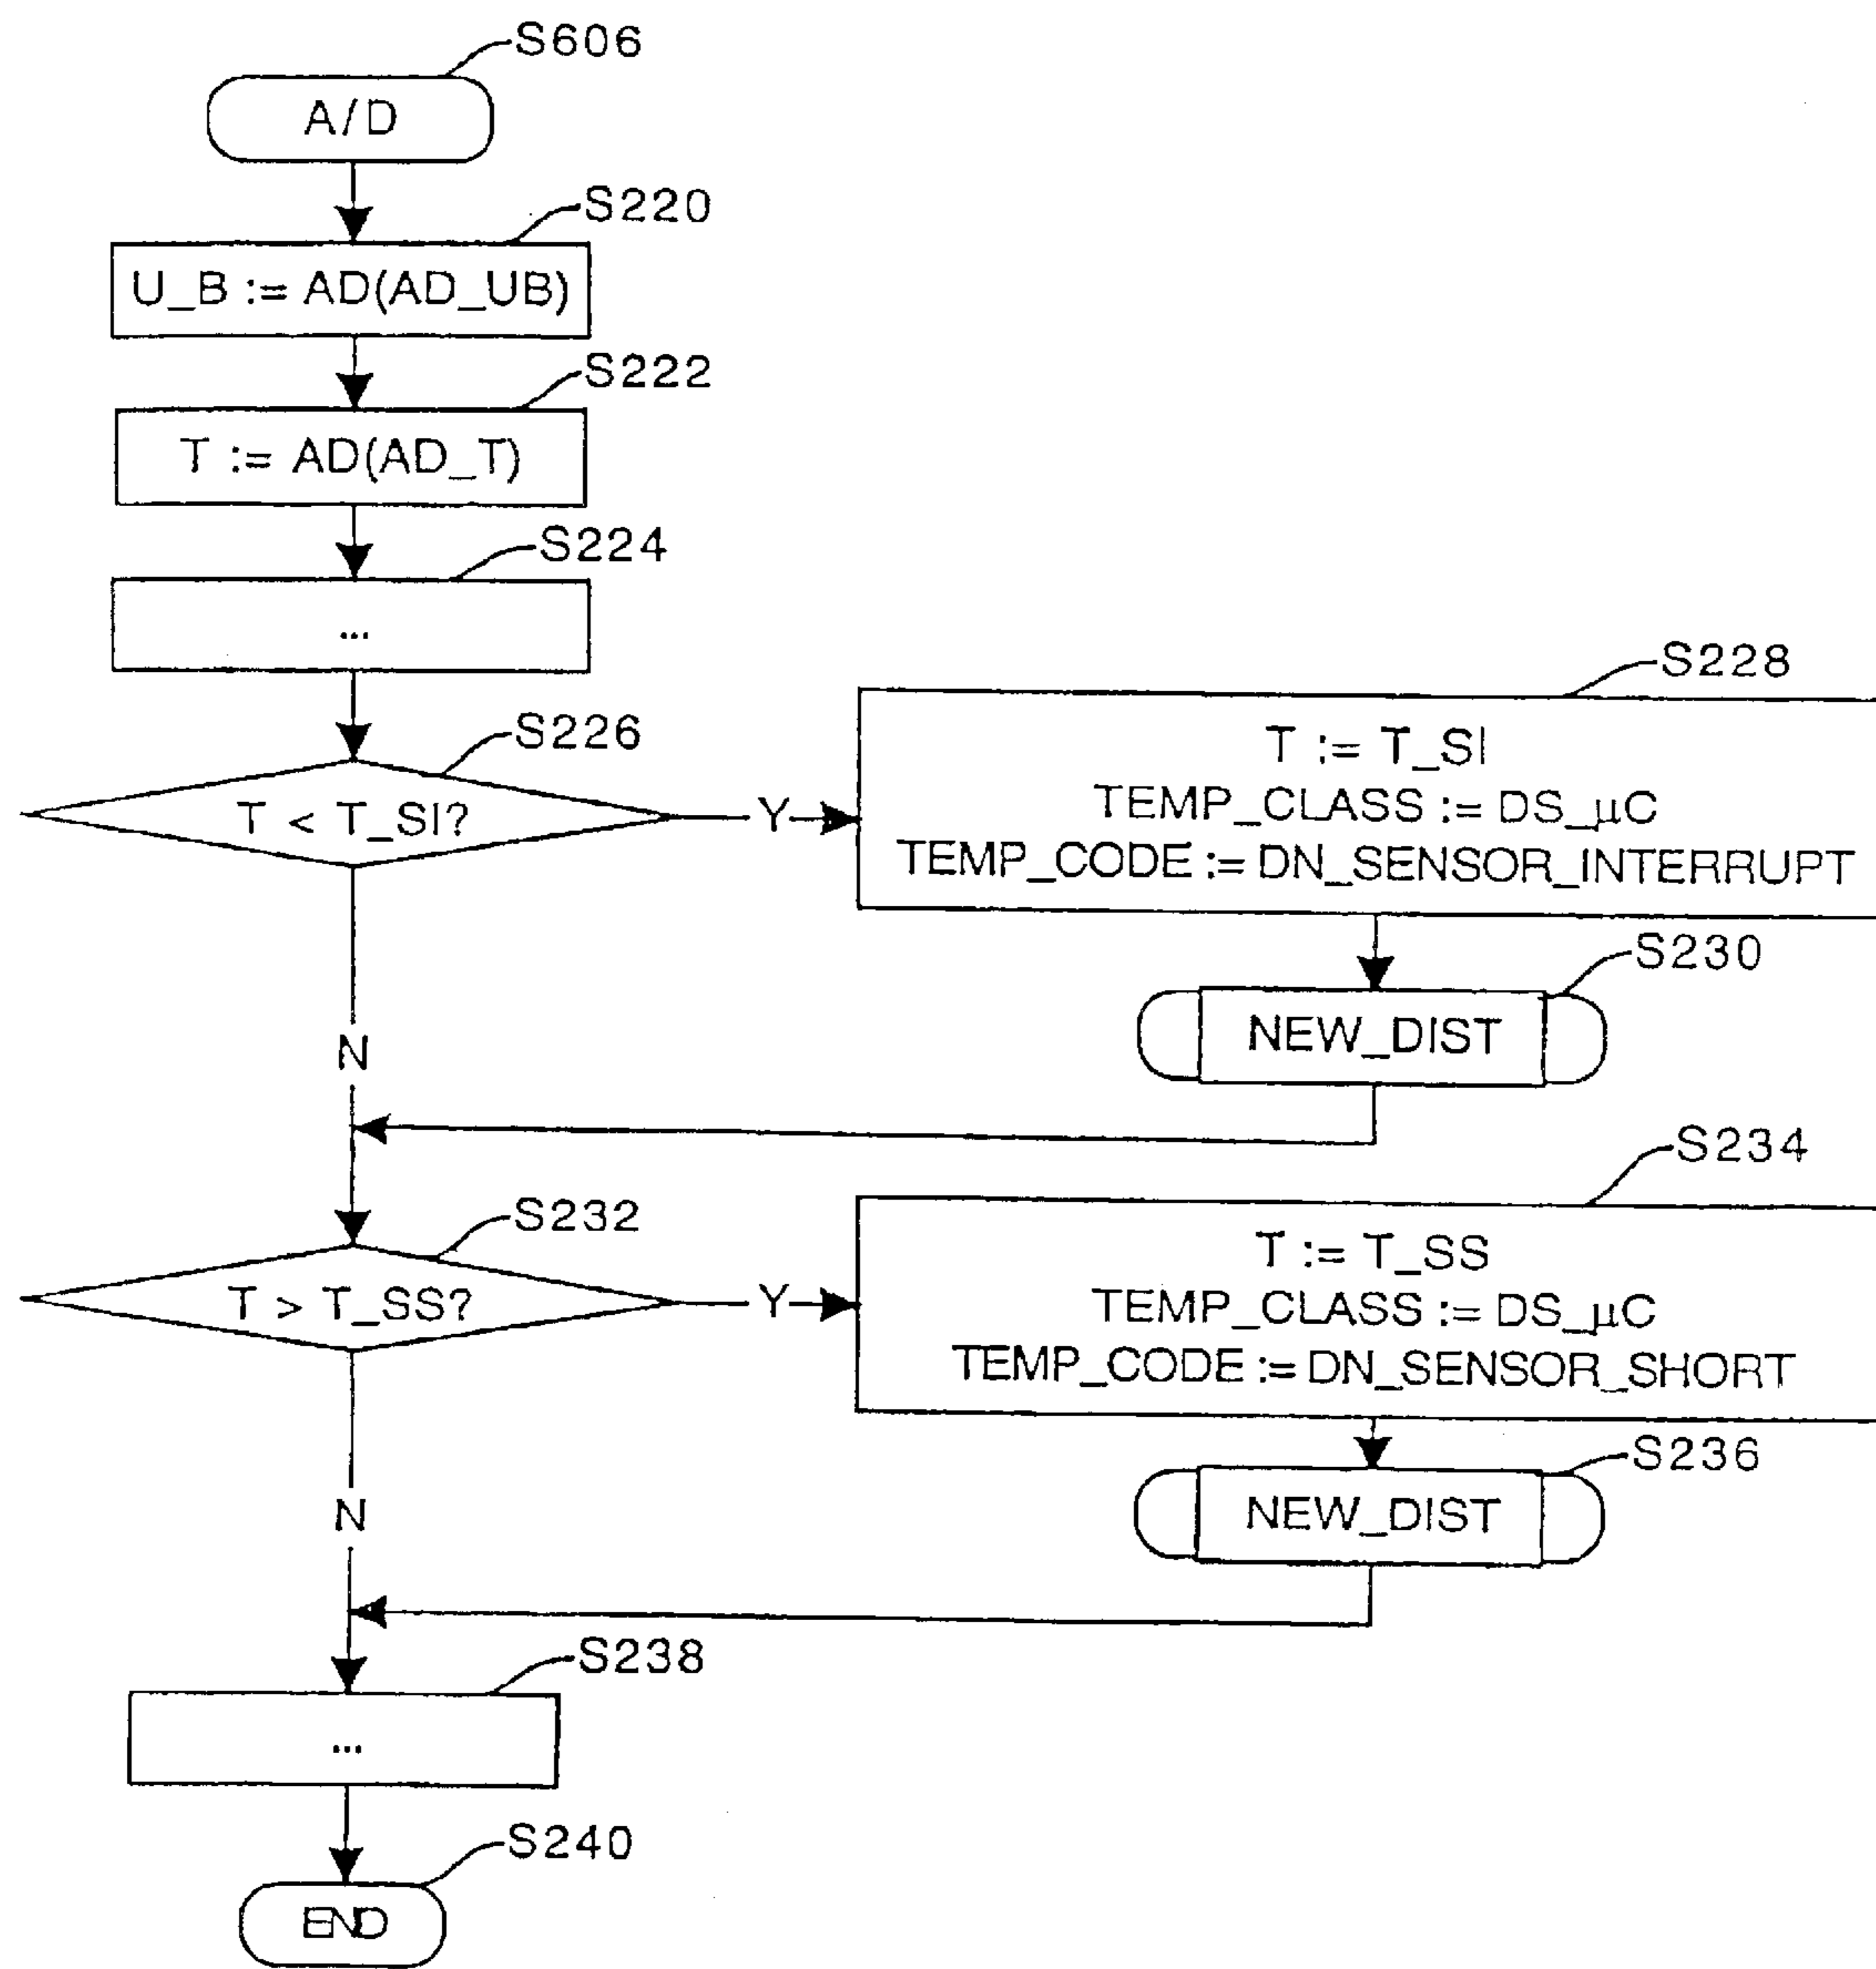 S606
A/D
S220
U_B := AD(AD_UB)
S222
T := AD(AD_T)
S224
...
S226
T < T_SI?
Y
S228
T := T_SI
TEMP_CLASS := DS_µC
TEMP_CODE := DN_SENSOR_INTERRUPT
S230
NEW_DIST
N
S232
T > T_SS?
Y
S234
T := T_SS
TEMP_CLASS := DS_µC
TEMP_CODE := DN_SENSOR_SHORT
S236
NEW_DIST
N
S238
...
S240
END